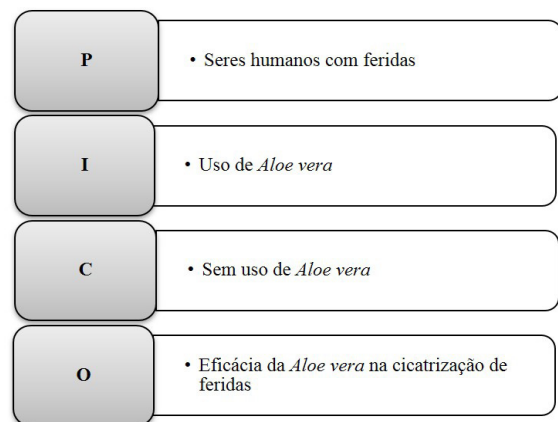 P
• Seres humanos com feridas
I
• Uso de Aloe vera
C
• Sem uso de Aloe vera
O
• Eficácia da Aloe vera na cicatrização de
feridas